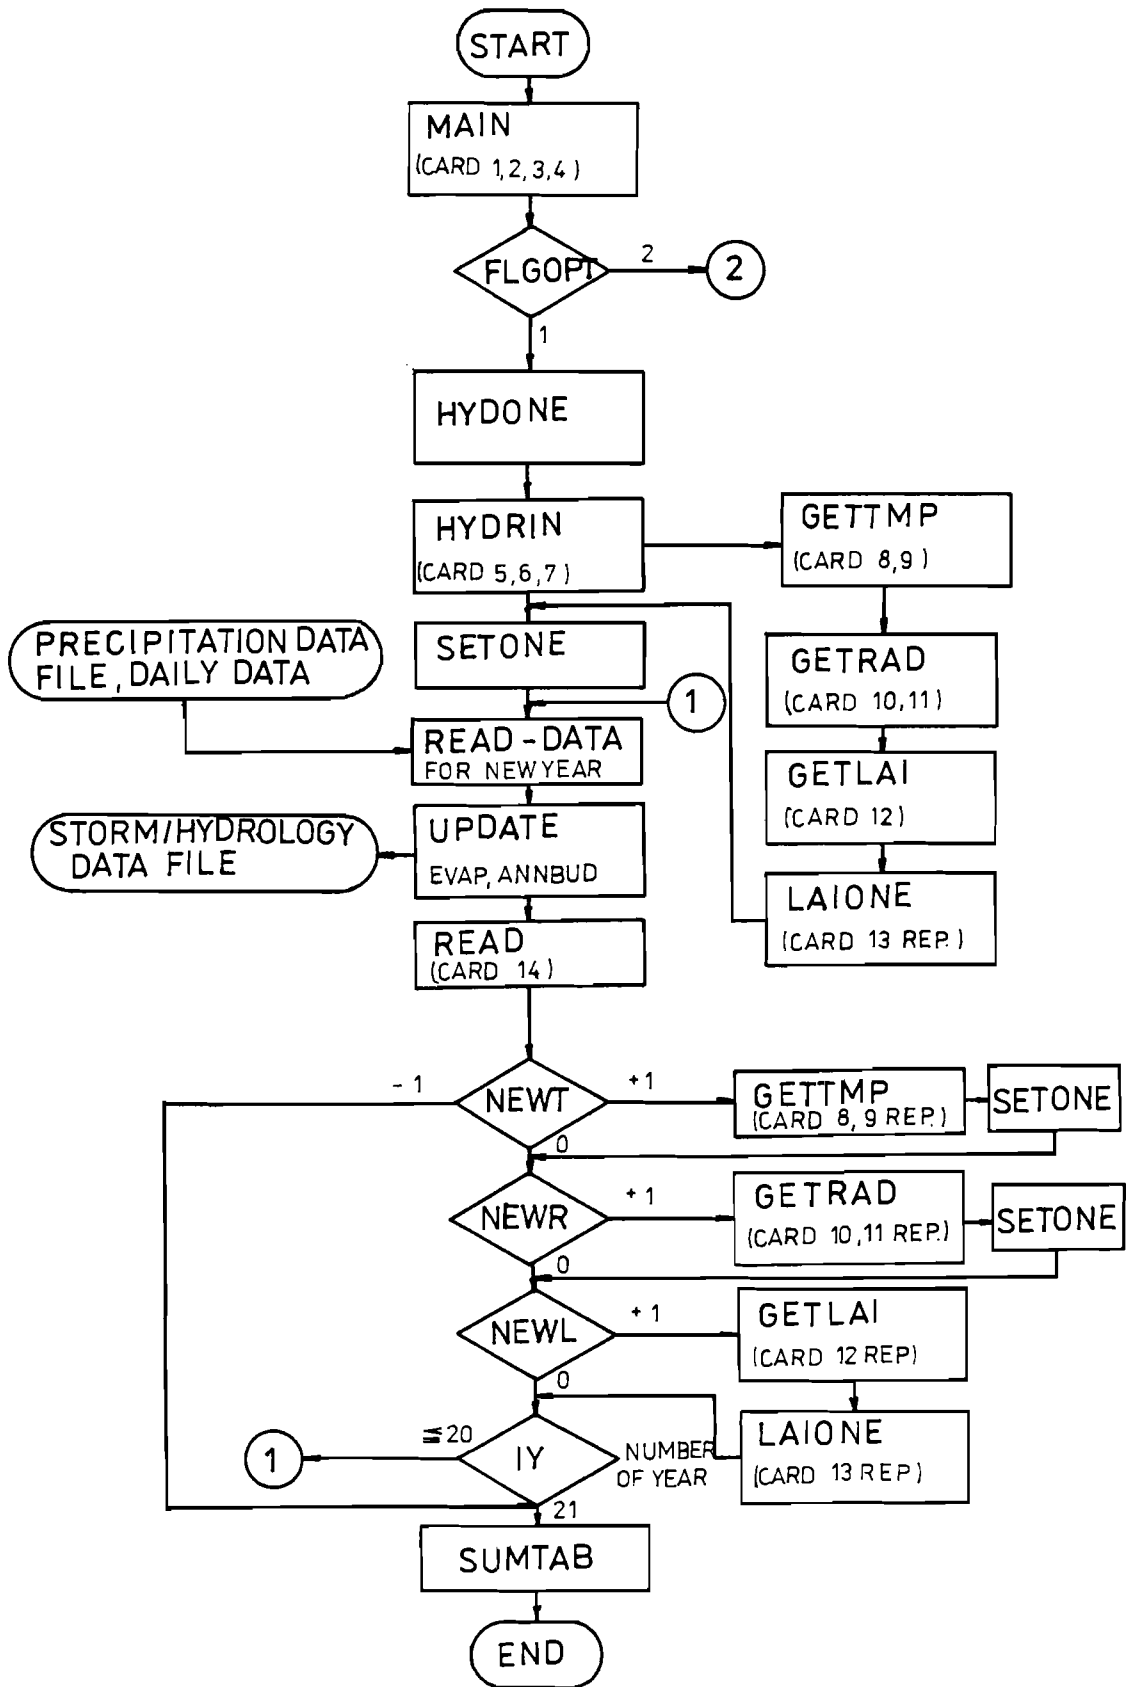 START
MAIN
(CARD 1,2,3,4)
FLGOPT
2
2
1
HYDONE
HYDRIN
(CARD 5,6,7)
GETTMP
(CARD 8,9)
GETRAD
(CARD 10,11)
GETLAI
(CARD 12)
LAIONE
(CARD 13 REP.)
SETONE
1
PRECIPITATION DATA
FILE, DAILY DATA
READ-DATA
FOR NEW YEAR
UPDATE
EVAP, ANNBUD
STORM/HYDROLOGY
DATA FILE
READ
(CARD 14)
NEWT
-1
+1
0
GETTMP
(CARD 8, 9 REP.)
SETONE
NEWR
+1
0
GETRAD
(CARD 10,11 REP.)
SETONE
NEWL
+1
0
GETLAI
(CARD 12 REP)
LAIONE
(CARD 13 REP)
IY
≦20
1
NUMBER
OF YEAR
21
SUMTAB
END